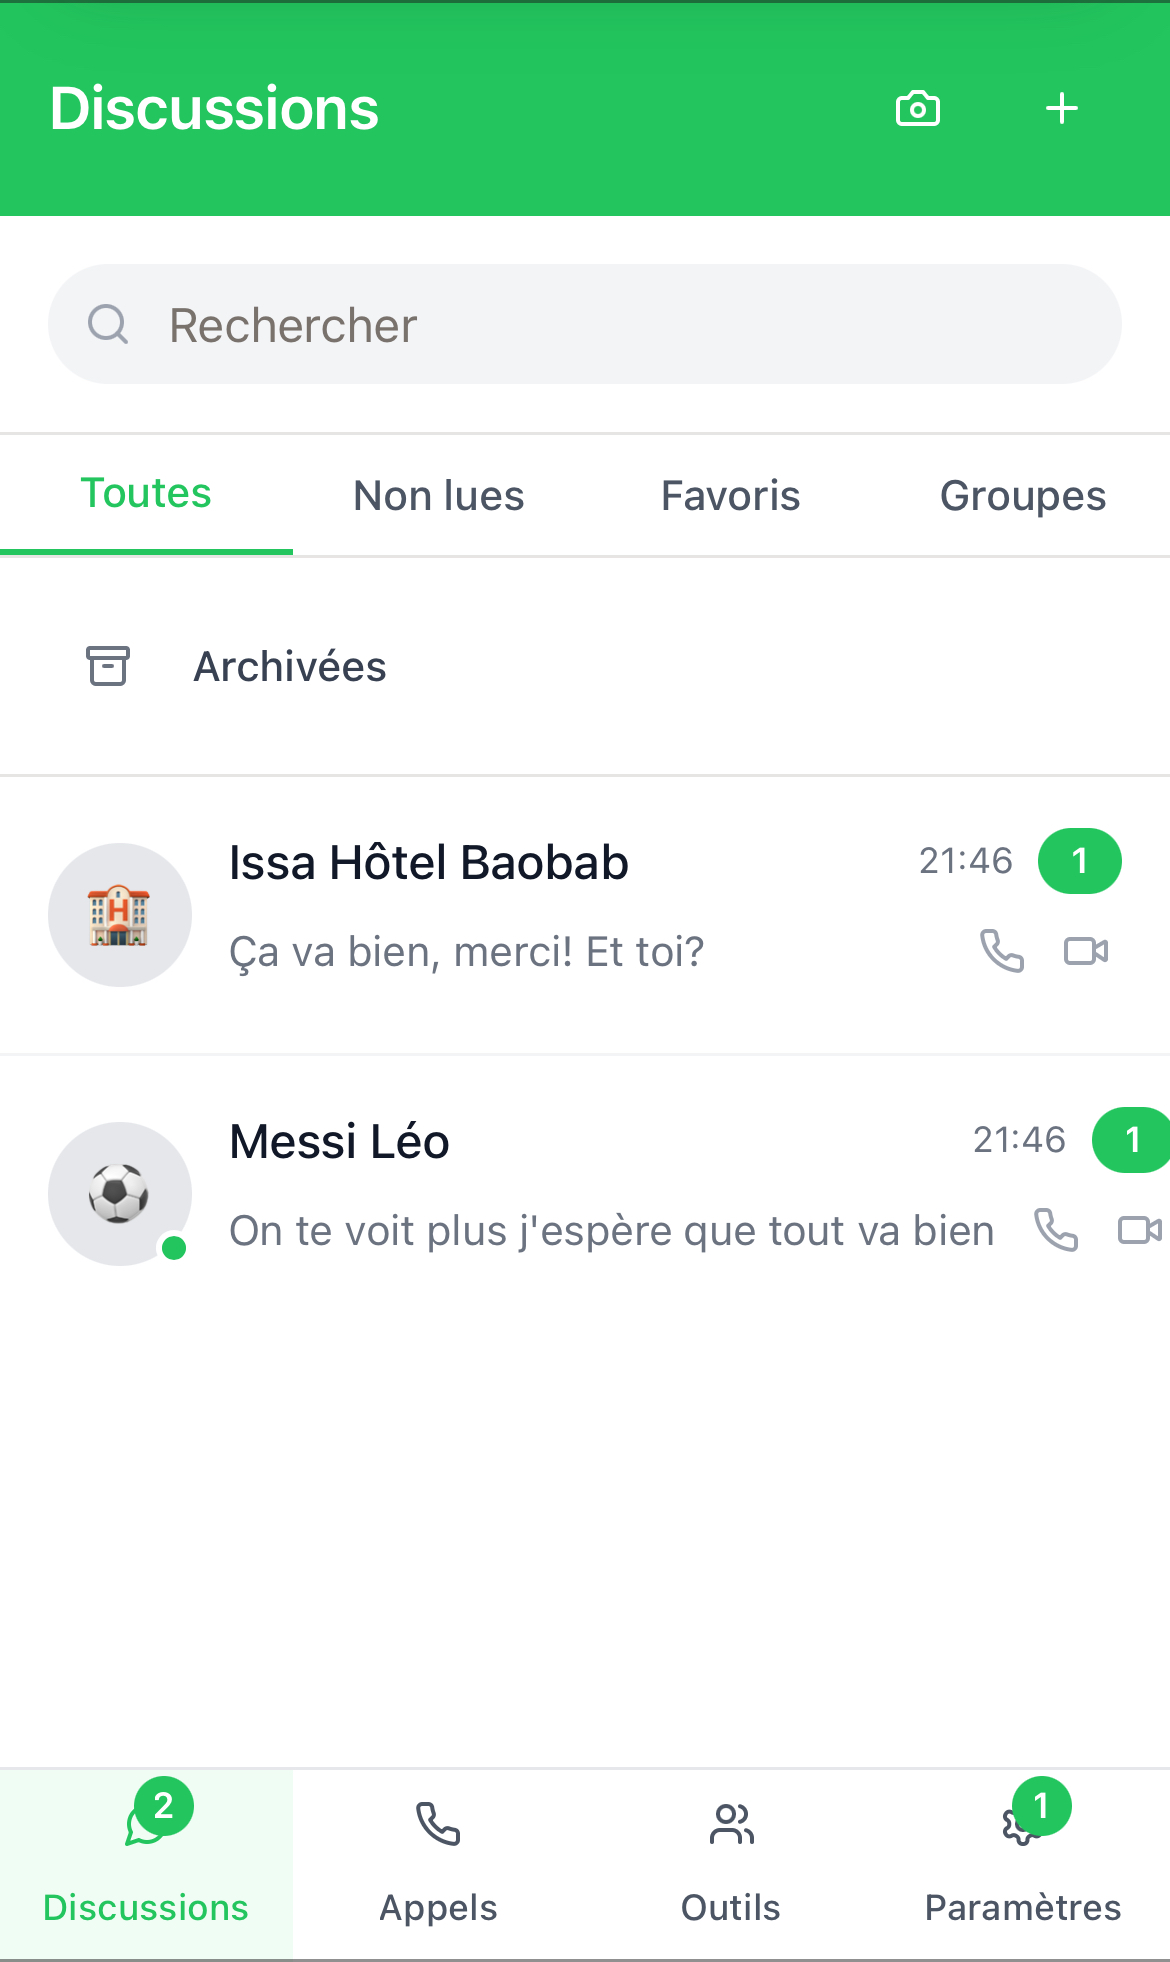 Discussions
Rechercher
Toutes Non lues Favoris Groupes
Archivées
Issa Hôtel Baobab 21:46 1
Ça va bien, merci! Et toi?
Messi Léo 21:46 1
On te voit plus j'espère que tout va bien
2 1
Discussions Appels Outils Paramètres